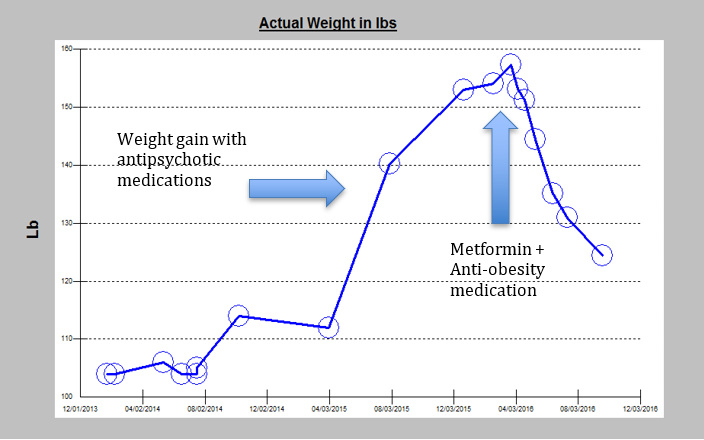 Actual Weight in lbs
160
150
140
130
120
110
100
Lb
Weight gain with
antipsychotic
medications
Metformin +
Anti-obesity
medication
12/01/2013
04/02/2014
08/02/2014
12/02/2014
04/03/2015
08/03/2015
12/03/2015
04/03/2016
08/03/2016
12/03/2016